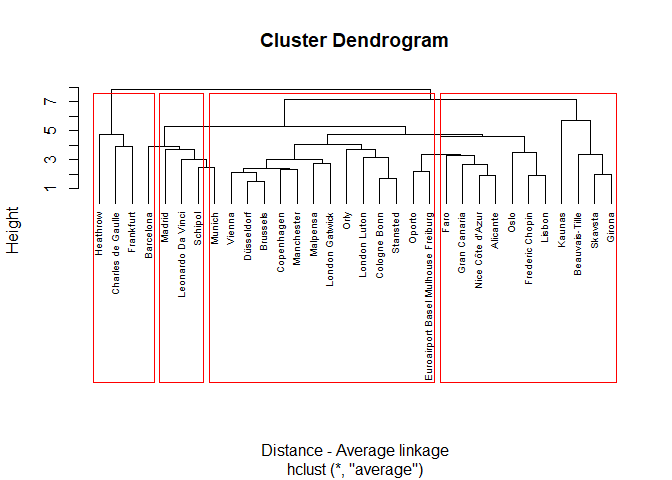 Cluster Dendrogram
Height
7
5
3
1
Heathrow
Charles de Gaulle
Frankfurt
Barcelona
Madrid
Leonardo Da Vinci
Schipol
Munich
Vienna
Düsseldorf
Brussels
Copenhagen
Manchester
Malpensa
London Gatwick
Orly
London Luton
Cologne Bonn
Stansted
Oporto
Euroairport Basel Mulhouse Freiburg
Faro
Gran Canaria
Nice Côte d'Azur
Alicante
Oslo
Frederic Chopin
Lisbon
Kaunas
Beauvais-Tille
Skavsta
Girona
Distance - Average linkage
hclust (*, "average")